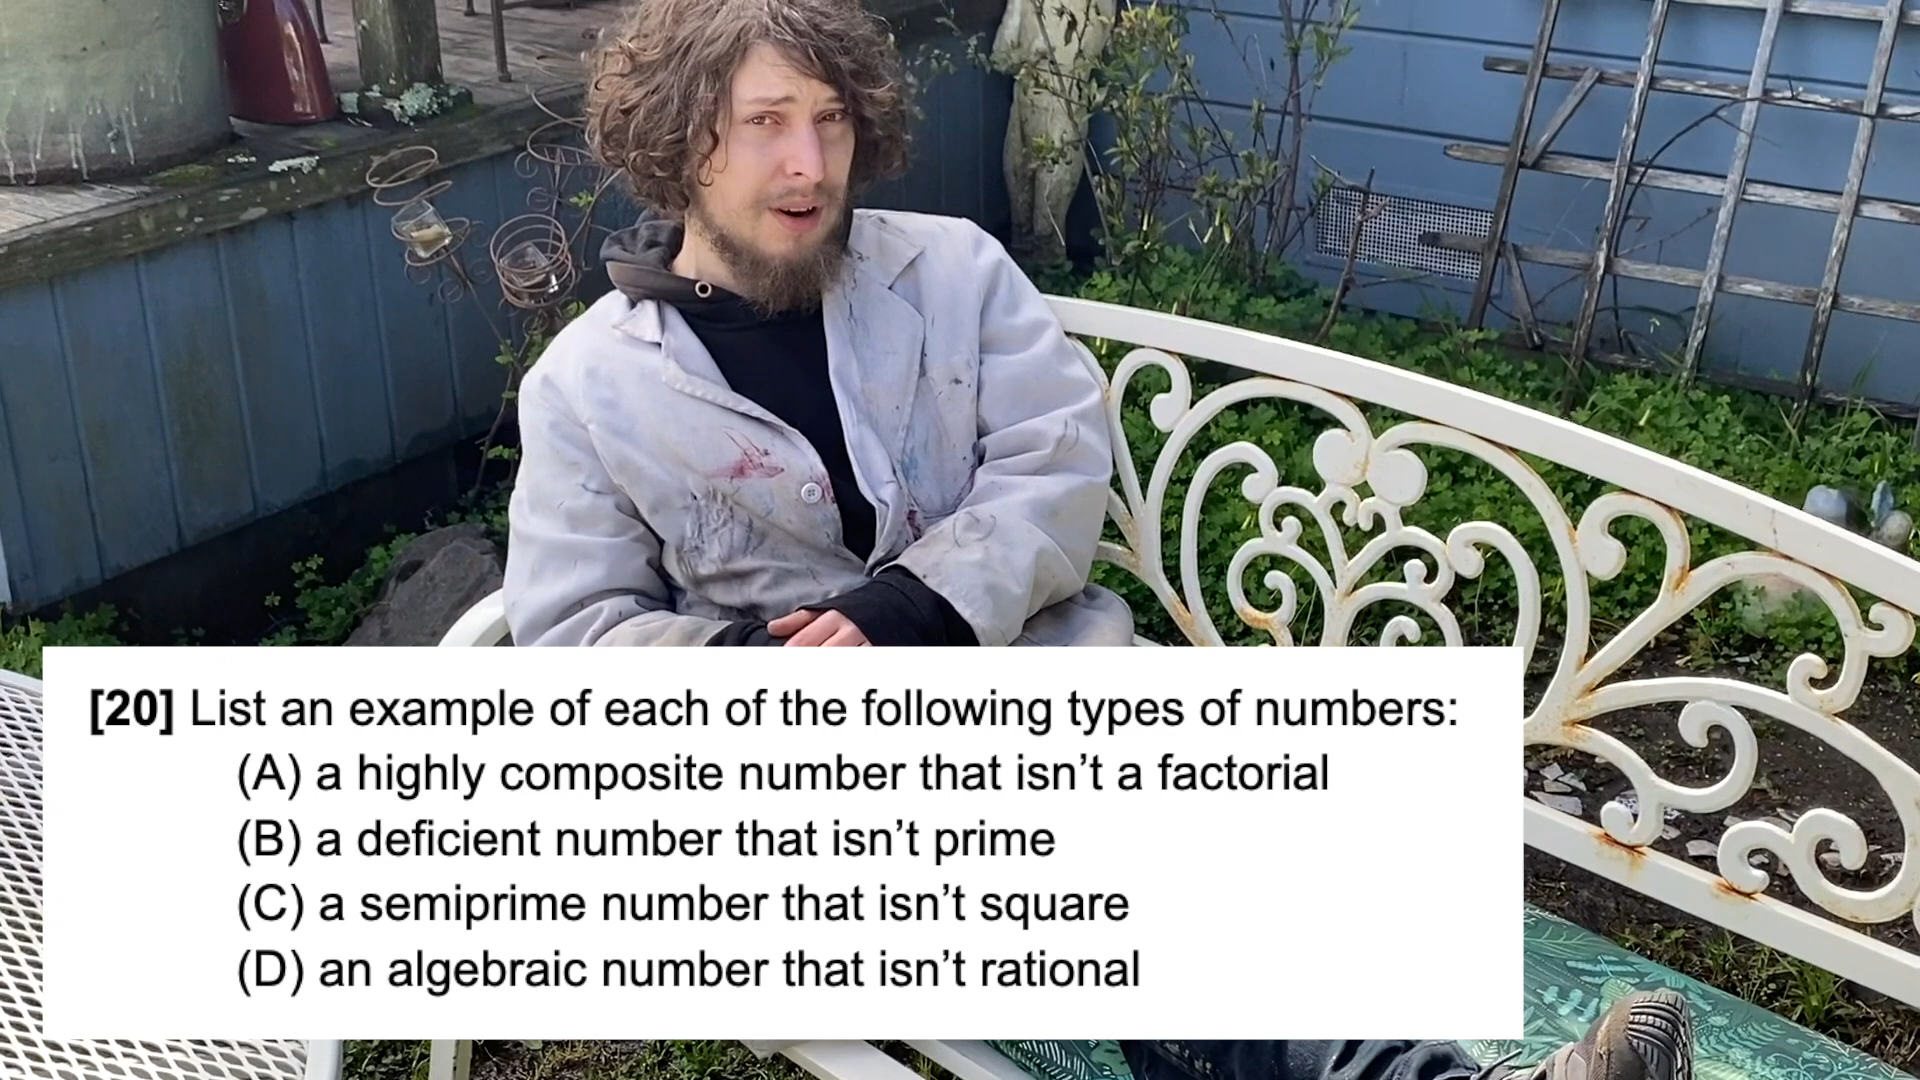 [20] List an example of each of the following types of numbers:
(A) a highly composite number that isn’t a factorial
(B) a deficient number that isn’t prime
(C) a semiprime number that isn’t square
(D) an algebraic number that isn’t rational